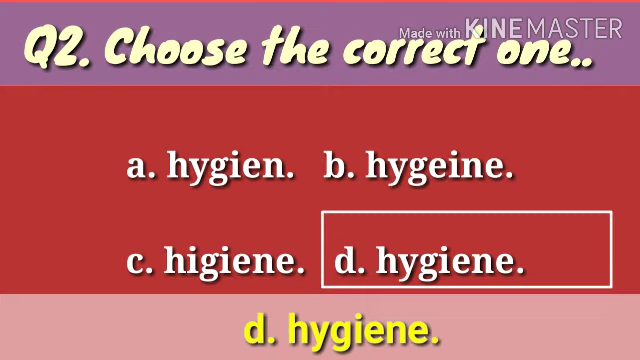 Made with KINEMASTER
Q2. Choose the correct one..
a. hygien. b. hygeine.
c. higiene. d. hygiene.
d. hygiene.